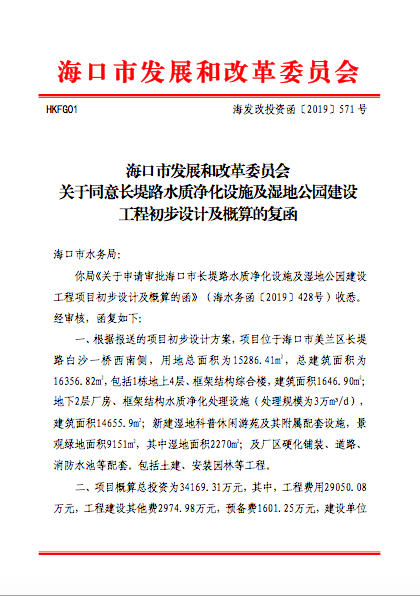 海口市发展和改革委员会
HKFG01 海发改投资函〔2019〕571号
海口市发展和改革委员会
关于同意长堤路水质净化设施及湿地公园建设
工程初步设计及概算的复函
海口市水务局：
你局《关于申请审批海口市长堤路水质净化设施及湿地公园建设
工程项目初步设计及概算的函》（海水务函〔2019〕428号）收悉。
经审核，函复如下：
一、根据报送的项目初步设计方案，项目位于海口市美兰区长堤
路白沙一桥西南侧，用地总面积为15286.41㎡，总建筑面积为
16356.82㎡，包括1栋地上4层、框架结构综合楼，建筑面积1646.90㎡；
地下2层厂房、框架结构水质净化处理设施（处理规模为3万m³/d），
建筑面积14655.9㎡；新建湿地科普休闲游苑及其附属配套设施，景
观绿地面积9151㎡，其中湿地面积2270㎡；及厂区硬化铺装、道路、
消防水池等配套。包括土建、安装园林等工程。
二、项目概算总投资为34169.31万元，其中，工程费用29050.08
万元，工程建设其他费2974.98万元，预备费1601.25万元，建设单位